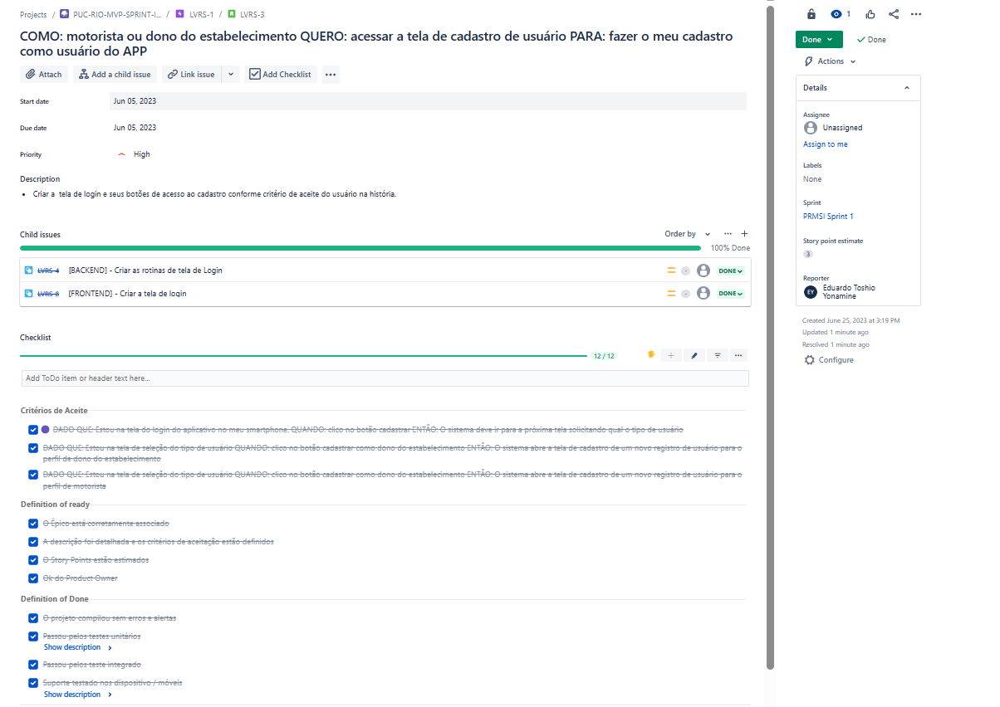 Projects / PUC-RIO-MVP-SPRINT-I... / LVRS-1 / LVRS-3
COMO: motorista ou dono do estabelecimento QUERO: acessar a tela de cadastro de usuário PARA: fazer o meu cadastro
como usuário do APP
Attach Add a child issue Link issue Add Checklist
Start date Jun 05, 2023
Due date Jun 05, 2023
Priority High
Description
Criar a tela de login e seus botões de acesso ao cadastro conforme critério de aceite do usuário na história.
Child issues Order by
100% Done
LVRS-4 [BACKEND] - Criar as rotinas de tela de Login - DONE
LVRS-8 [FRONTEND] - Criar a tela de login - DONE
Checklist
12 / 12
Add ToDo item or header text here...
Critérios de Aceite
DADO QUE: Estou na tela do login do aplicativo no meu smartphone. QUANDO: clico no botão cadastrar ENTÃO: O sistema deve ir para a próxima tela solicitando qual o tipo de usuário
DADO QUE: Estou na tela de seleção do tipo de usuário QUANDO: clico no botão cadastrar como dono do estabelecimento ENTÃO: O sistema abre a tela de cadastro de um novo registro de usuário para o
perfil de dono do estabelecimento
DADO QUE: Estou na tela de seleção do tipo de usuário QUANDO: clico no botão cadastrar como dono do estabelecimento ENTÃO: O sistema abre a tela de cadastro de um novo registro de usuário para o
perfil de motorista
Definition of ready
O Épico está corretamente associado
A descrição foi detalhada e os critérios de aceitação estão definidos
O Story Points estão estimados
Ok do Product Owner
Definition of Done
O projeto compilou sem erros e alertas
Passou pelos testes unitários
Show description
Passou pelos teste integrado
Suporte testado nos dispositivo / móveis
Show description
1
Done Done
Actions
Details
Assignee
Unassigned
Assign to me
Labels
None
Sprint
PRMSI Sprint 1
Story point estimate
3
Reporter
EY Eduardo Toshio
Yonamine
Created June 25, 2023 at 3:19 PM
Updated 1 minute ago
Resolved 1 minute ago
Configure